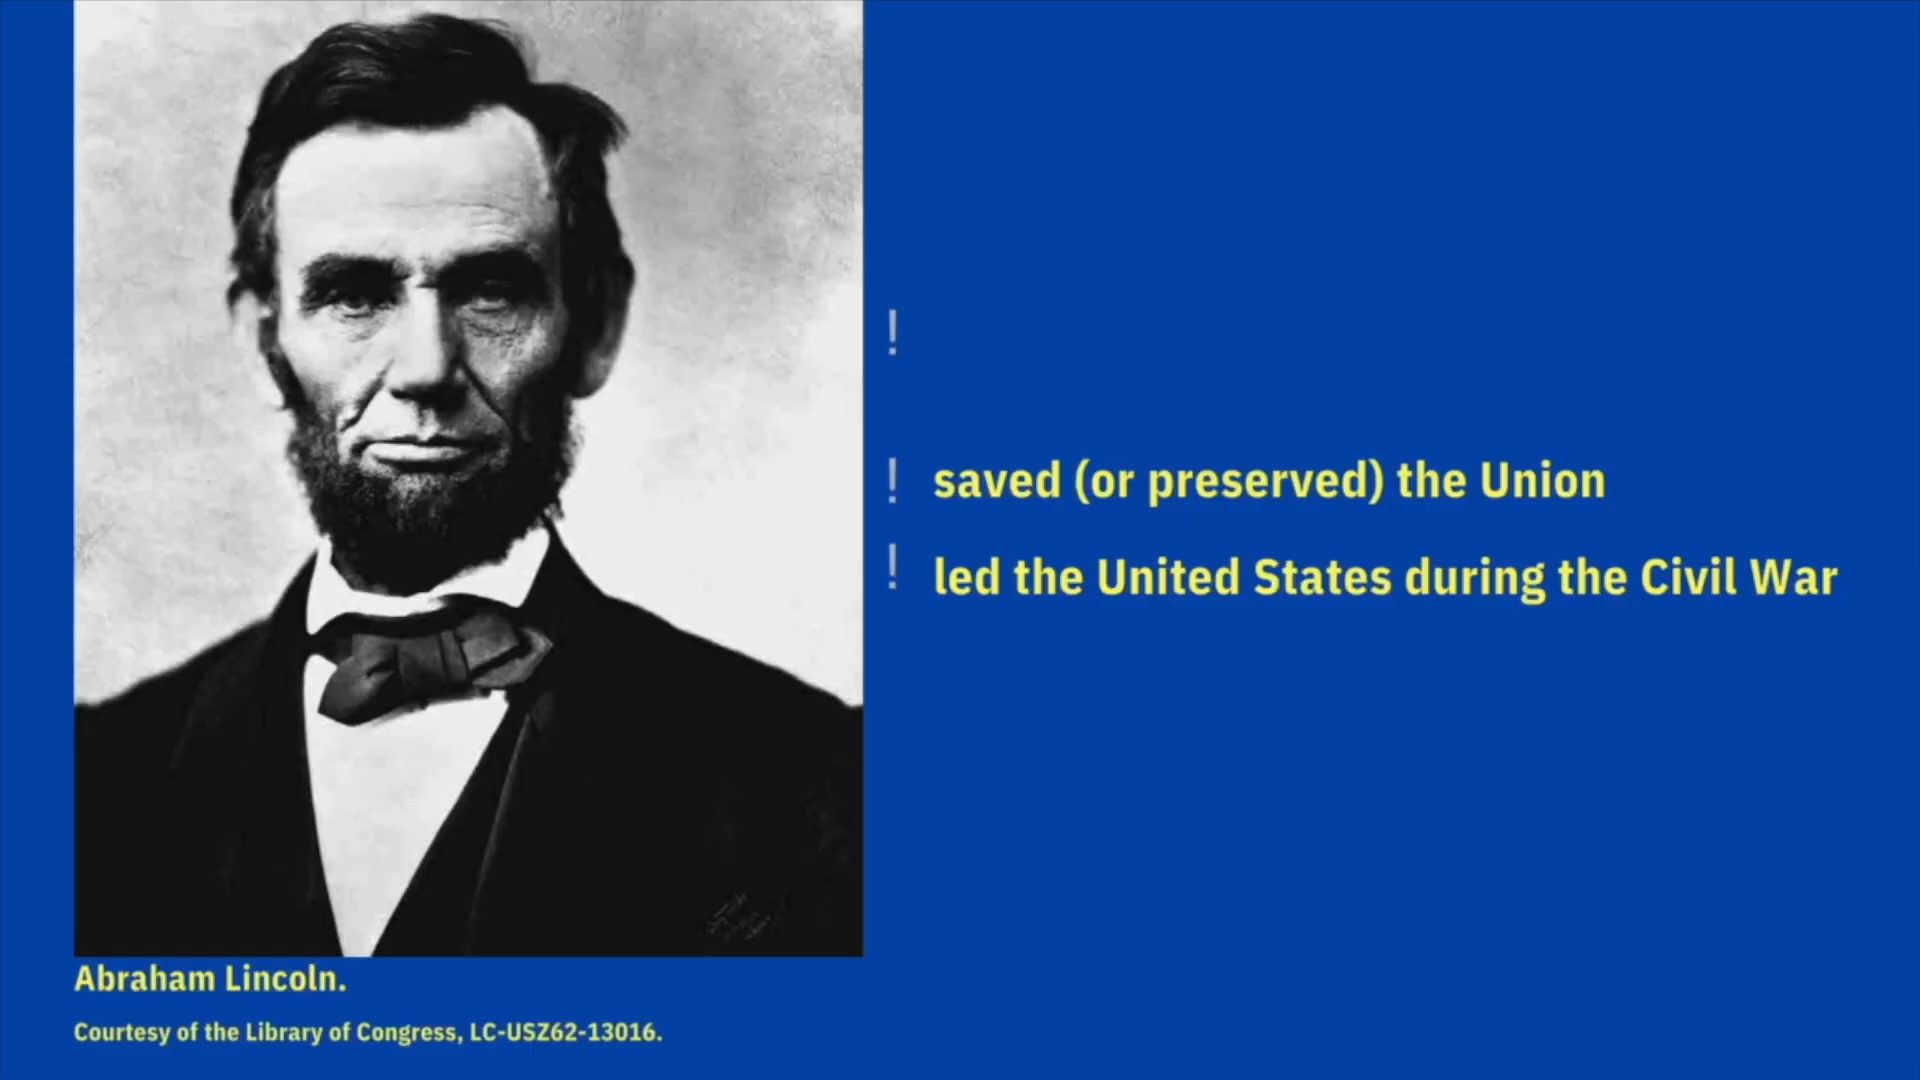 !
! saved (or preserved) the Union
! led the United States during the Civil War
Abraham Lincoln.
Courtesy of the Library of Congress, LC-USZ62-13016.